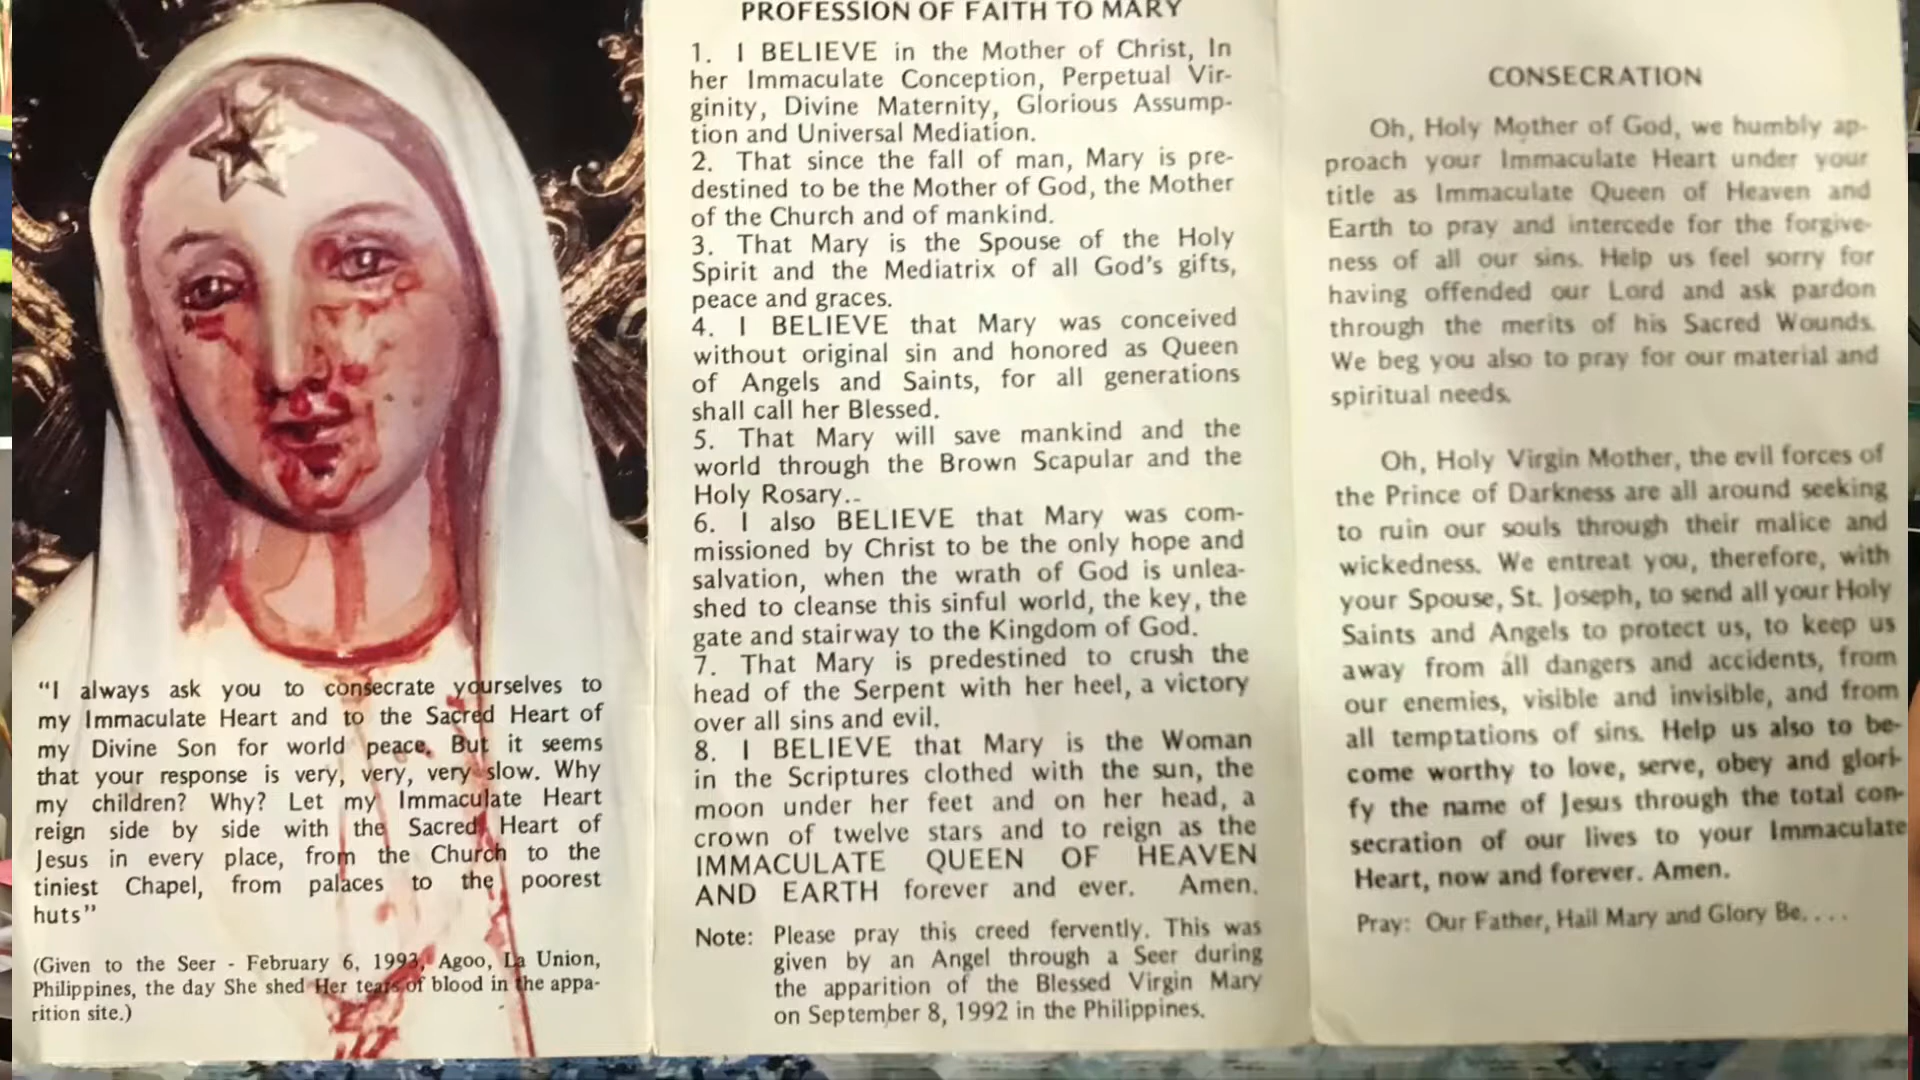 "I always ask you to consecrate yourselves to
my Immaculate Heart and to the Sacred Heart of
my Divine Son for world peace. But it seems
that your response is very, very, very slow. Why
my children? Why? Let my Immaculate Heart
reign side by side with the Sacred Heart of
Jesus in every place, from the Church to the
tiniest Chapel, from palaces to the poorest
huts"
(Given to the Seer - February 6, 1993, Agoo, La Union,
Philippines, the day She shed Her tears of blood in the appa-
rition site.)
PROFESSION OF FAITH TO MARY
1. I BELIEVE in the Mother of Christ, In
her Immaculate Conception, Perpetual Vir-
ginity, Divine Maternity, Glorious Assump-
tion and Universal Mediation.
2. That since the fall of man, Mary is pre-
destined to be the Mother of God, the Mother
of the Church and of mankind.
3. That Mary is the Spouse of the Holy
Spirit and the Mediatrix of all God's gifts,
peace and graces.
4. I BELIEVE that Mary was conceived
without original sin and honored as Queen
of Angels and Saints, for all generations
shall call her Blessed.
5. That Mary will save mankind and the
world through the Brown Scapular and the
Holy Rosary..
6. I also BELIEVE that Mary was com-
missioned by Christ to be the only hope and
salvation, when the wrath of God is unlea-
shed to cleanse this sinful world, the key, the
gate and stairway to the Kingdom of God.
7. That Mary is predestined to crush the
head of the Serpent with her heel, a victory
over all sins and evil.
8. I BELIEVE that Mary is the Woman
in the Scriptures clothed with the sun, the
moon under her feet and on her head, a
crown of twelve stars and to reign as the
IMMACULATE QUEEN OF HEAVEN
AND EARTH forever and ever. Amen.
Note: Please pray this creed fervently. This was
given by an Angel through a Seer during
the apparition of the Blessed Virgin Mary
on September 8, 1992 in the Philippines.
CONSECRATION
Oh, Holy Mother of God, we humbly ap-
proach your Immaculate Heart under your
title as Immaculate Queen of Heaven and
Earth to pray and intercede for the forgive-
ness of all our sins. Help us feel sorry for
having offended our Lord and ask pardon
through the merits of his Sacred Wounds.
We beg you also to pray for our material and
spiritual needs.
Oh, Holy Virgin Mother, the evil forces of
the Prince of Darkness are all around seeking
to ruin our souls through their malice and
wickedness. We entreat you, therefore, with
your Spouse, St. Joseph, to send all your Holy
Saints and Angels to protect us, to keep us
away from all dangers and accidents, from
our enemies, visible and invisible, and from
all temptations of sins. Help us also to be-
come worthy to love, serve, obey and glori-
fy the name of Jesus through the total con-
secration of our lives to your Immaculate
Heart, now and forever. Amen.
Pray: Our Father, Hail Mary and Glory Be....